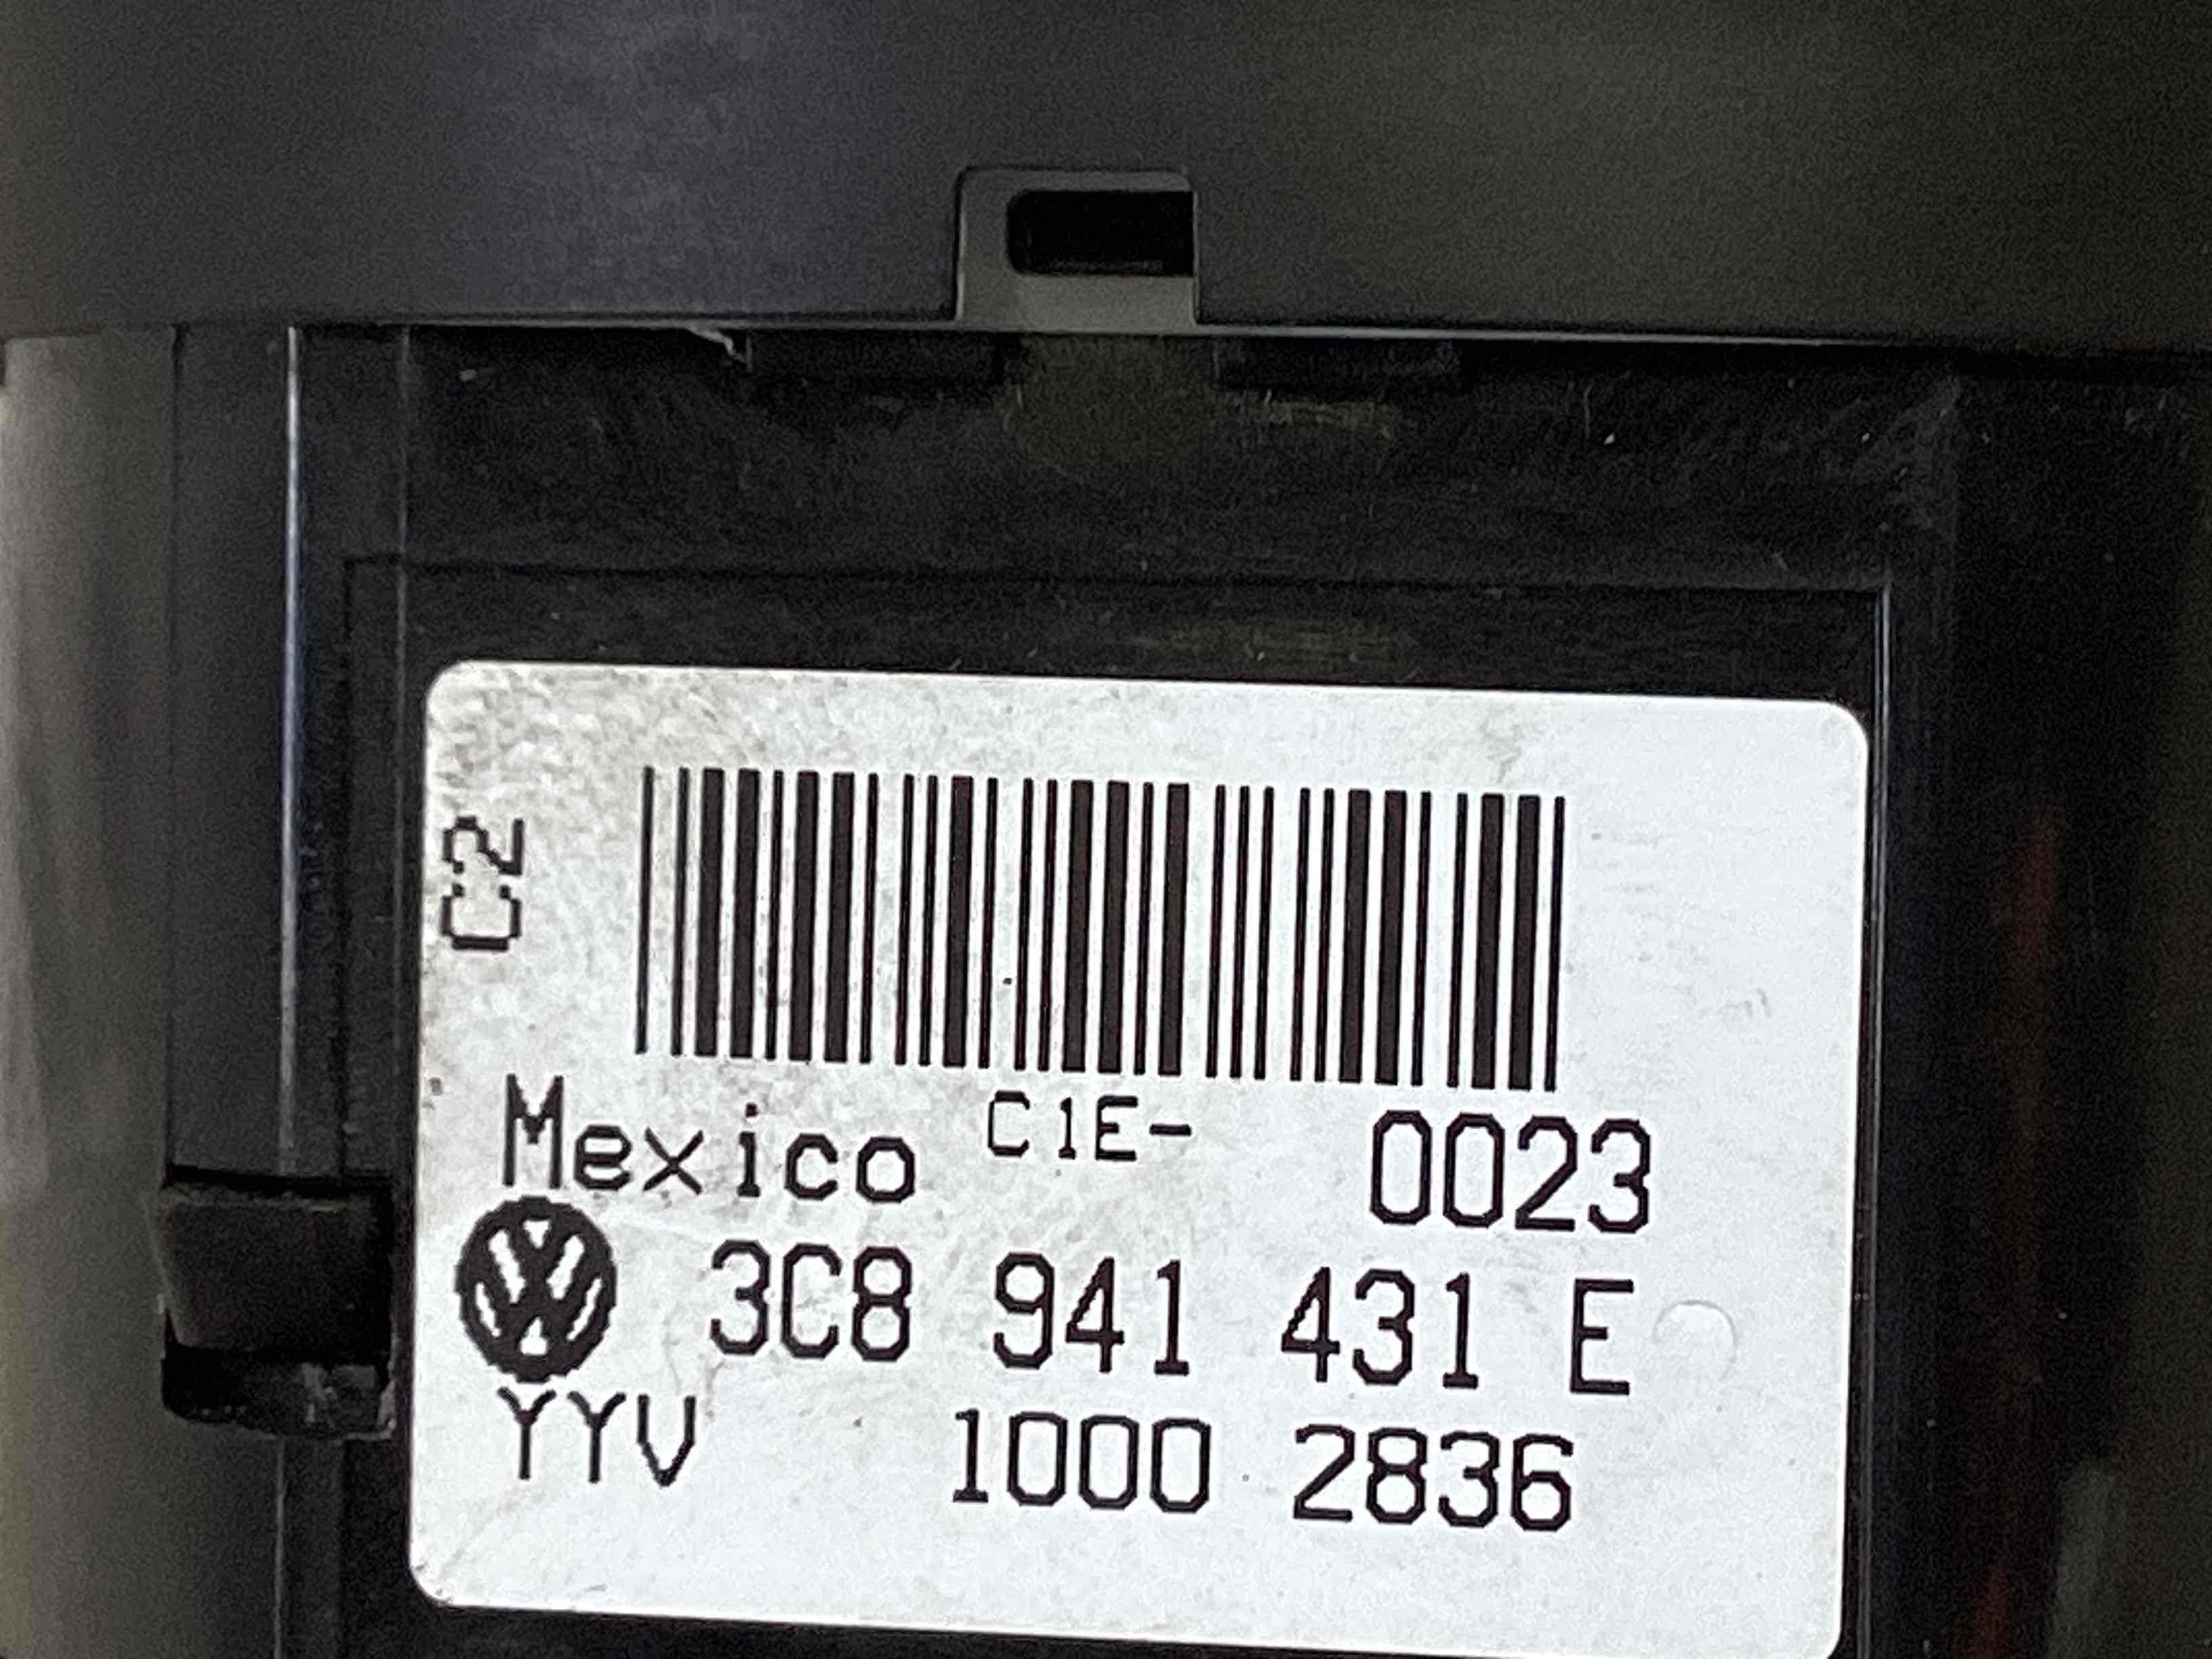 C2
Mexico C1E- 0023
3C8 941 431 E
YYV 1000 2836